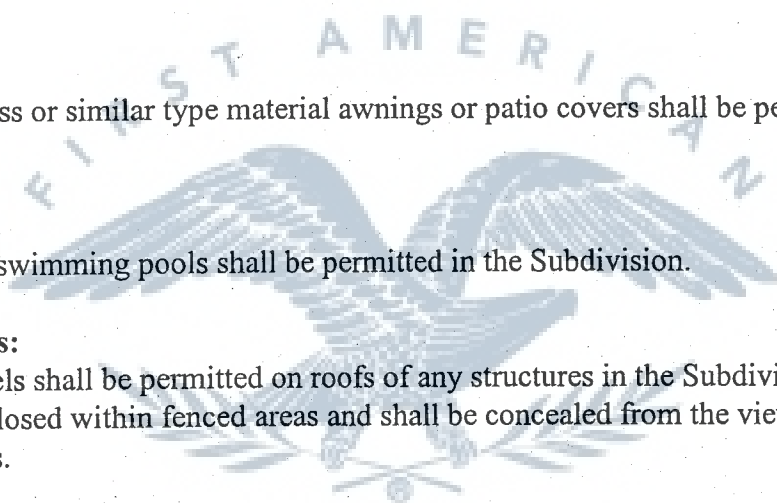 FIRST AMERICAN
ss or similar type material awnings or patio covers shall be pe
swimming pools shall be permitted in the Subdivision.
s:
els shall be permitted on roofs of any structures in the Subdivi
losed within fenced areas and shall be concealed from the vie
s.